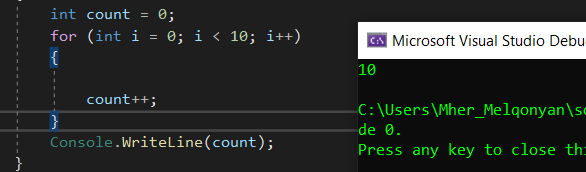 int count = 0;
for (int i = 0; i < 10; i++)
{
count++;
}
Console.WriteLine(count);
}
Microsoft Visual Studio Debu
10
C:\Users\Mher_Melqonyan\so
de 0.
Press any key to close thi